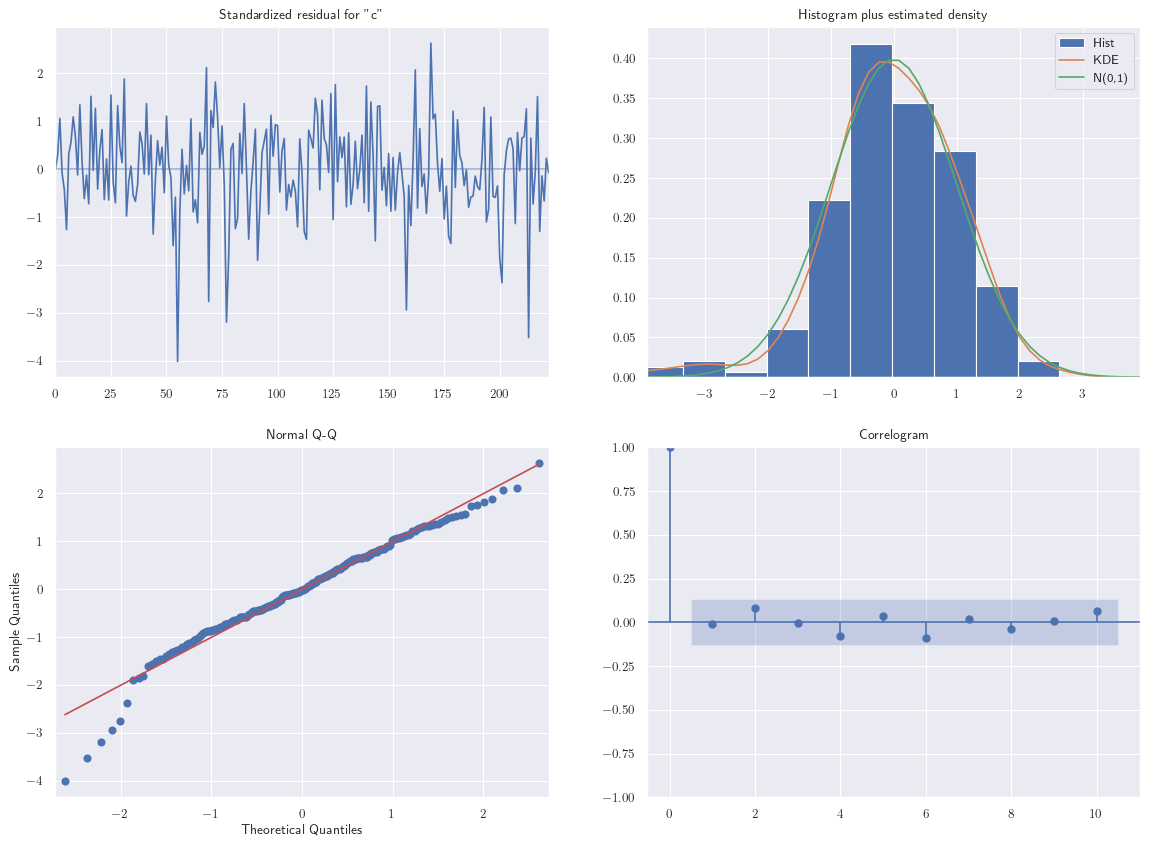 Standardized residual for "c"
2
1
0
−1
−2
−3
−4
0 25 50 75 100 125 150 175 200
Histogram plus estimated density
Hist
KDE
N(0,1)
0.40
0.35
0.30
0.25
0.20
0.15
0.10
0.05
0.00
−3 −2 −1 0 1 2 3
Normal Q-Q
Sample Quantiles
2
1
0
−1
−2
−3
−4
−2 −1 0 1 2
Theoretical Quantiles
Correlogram
1.00
0.75
0.50
0.25
0.00
−0.25
−0.50
−0.75
−1.00
0 2 4 6 8 10